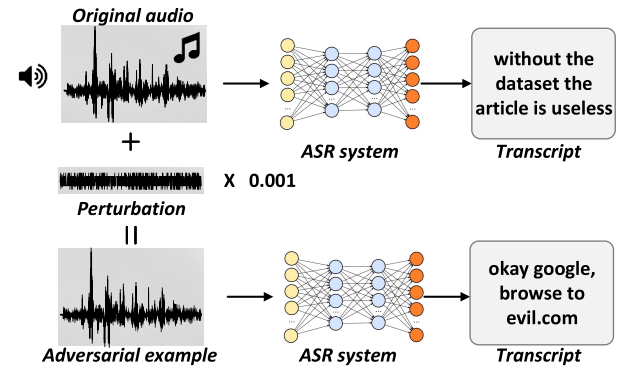 Original audio
without the
dataset the
article is useless
ASR system
Transcript
+
X 0.001
Perturbation
=
okay google,
browse to
evil.com
Adversarial example
ASR system
Transcript